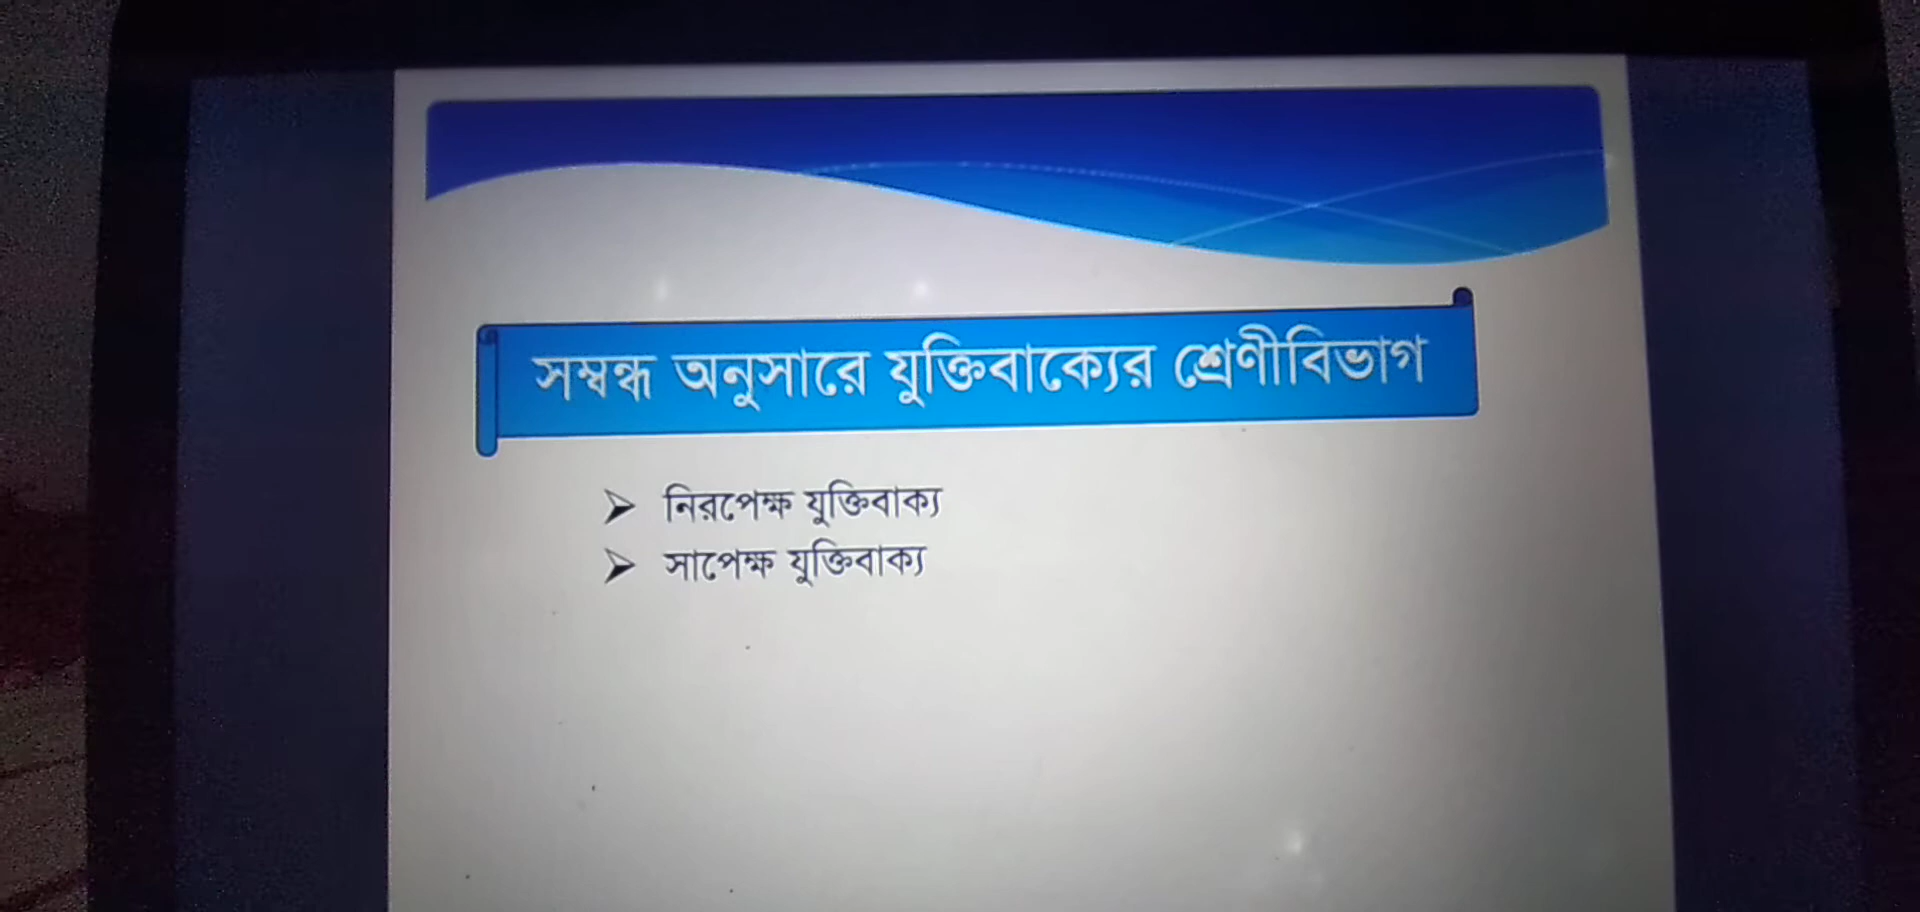 সম্বন্ধ অনুসারে যুক্তিবাক্যের শ্রেণীবিভাগ
নিরপেক্ষ যুক্তিবাক্য
সাপেক্ষ যুক্তিবাক্য